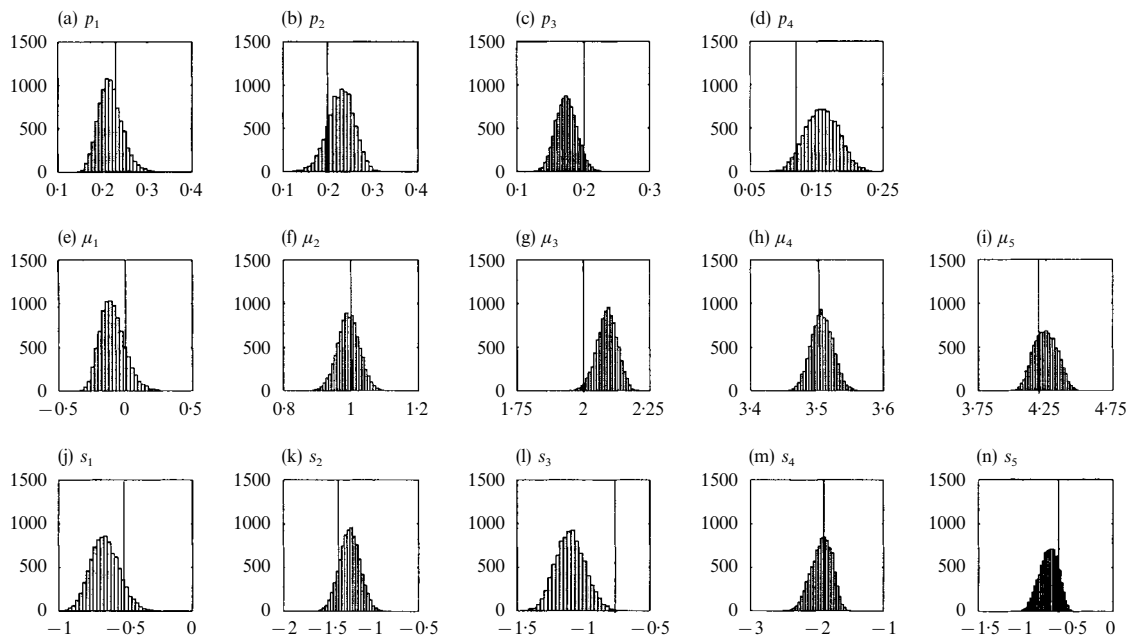 (a) p₁ (b) p₂ (c) p₃ (d) p₄
1500 1500 1500 1500
1000 1000 1000 1000
500 500 500 500
0 0 0 0
0·1 0·2 0·3 0·4 0·1 0·2 0·3 0·4 0·1 0·2 0·3 0·05 0·15 0·25
(e) μ₁ (f) μ₂ (g) μ₃ (h) μ₄ (i) μ₅
1500 1500 1500 1500 1500
1000 1000 1000 1000 1000
500 500 500 500 500
0 0 0 0 0
−0·5 0 0·5 0·8 1 1·2 1·75 2 2·25 3·4 3·5 3·6 3·75 4·25 4·75
(j) s₁ (k) s₂ (l) s₃ (m) s₄ (n) s₅
1500 1500 1500 1500 1500
1000 1000 1000 1000 1000
500 500 500 500 500
0 0 0 0 0
−1 −0·5 0 −2 −1·5 −1 −0·5 −1·5 −1 −0·5 −3 −2 −1 −1·5 −1 −0·5 0